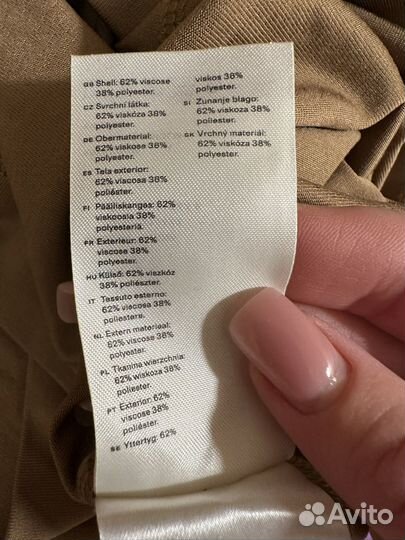 GB Shell: 62% viscose
38% polyester.
CZ Svrchní látka:
62% viskóza 38%
polyester.
DE Obermaterial:
62% viskose 38%
polyester.
ES Tela exterior:
62% viscosa 38%
poliéster.
FI Päällikangas: 62%
viskoosia 38%
polyesteriä.
FR Exterieur: 62%
viscose 38%
polyester.
HU Külső: 62% viszkóz
38% poliészter.
IT Tessuto esterno:
62% viscosa 38%
poliestere.
NL Extern materiaal:
62% viscose 38%
polyester.
PL Tkanina wierzchnia:
62% wiskoza 38%
poliester.
PT Exterior: 62%
viscose 38%
poliéster.
SE Yttertyg: 62%
viskos 38%
polyester.
SI Zunanje blago:
62% viskoza 38%
polyester.
SK Vrchný materiál:
62% viskóza 38%
polyester.
Avito